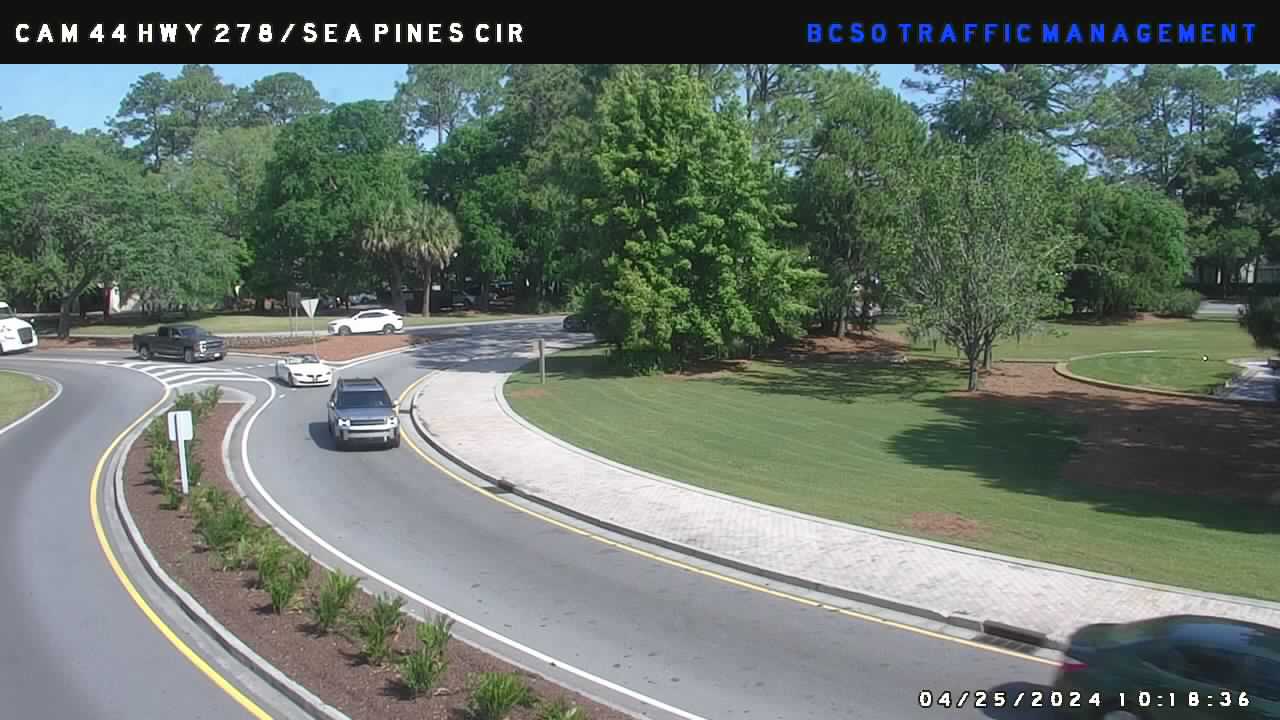 CAM 44 HWY 278/SEA PINES CIR
BCSO TRAFFIC MANAGEMENT
04/25/2024 10:18:36